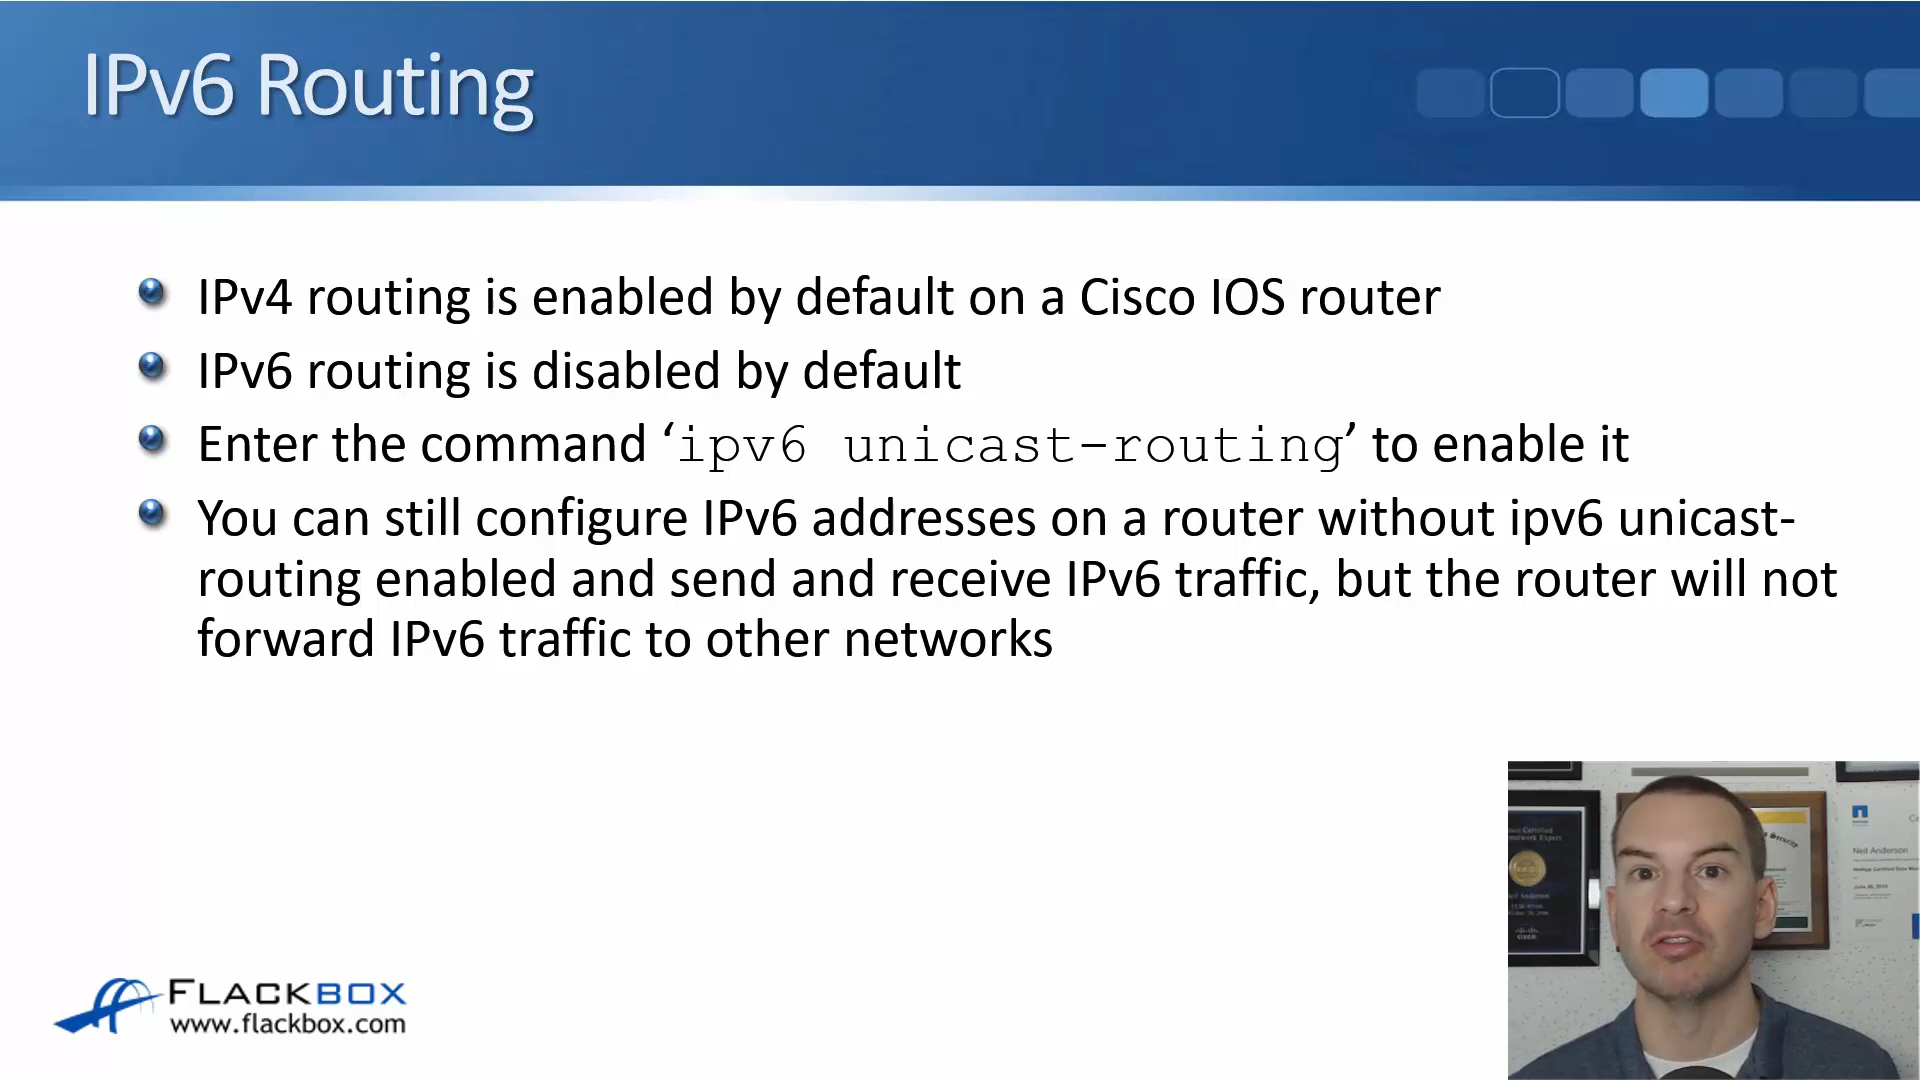 IPv6 Routing
IPv4 routing is enabled by default on a Cisco IOS router
IPv6 routing is disabled by default
Enter the command ‘ipv6 unicast-routing’ to enable it
You can still configure IPv6 addresses on a router without ipv6 unicast-
routing enabled and send and receive IPv6 traffic, but the router will not
forward IPv6 traffic to other networks
FLACKBOX
www.flackbox.com
Neil Anderson
CISCO